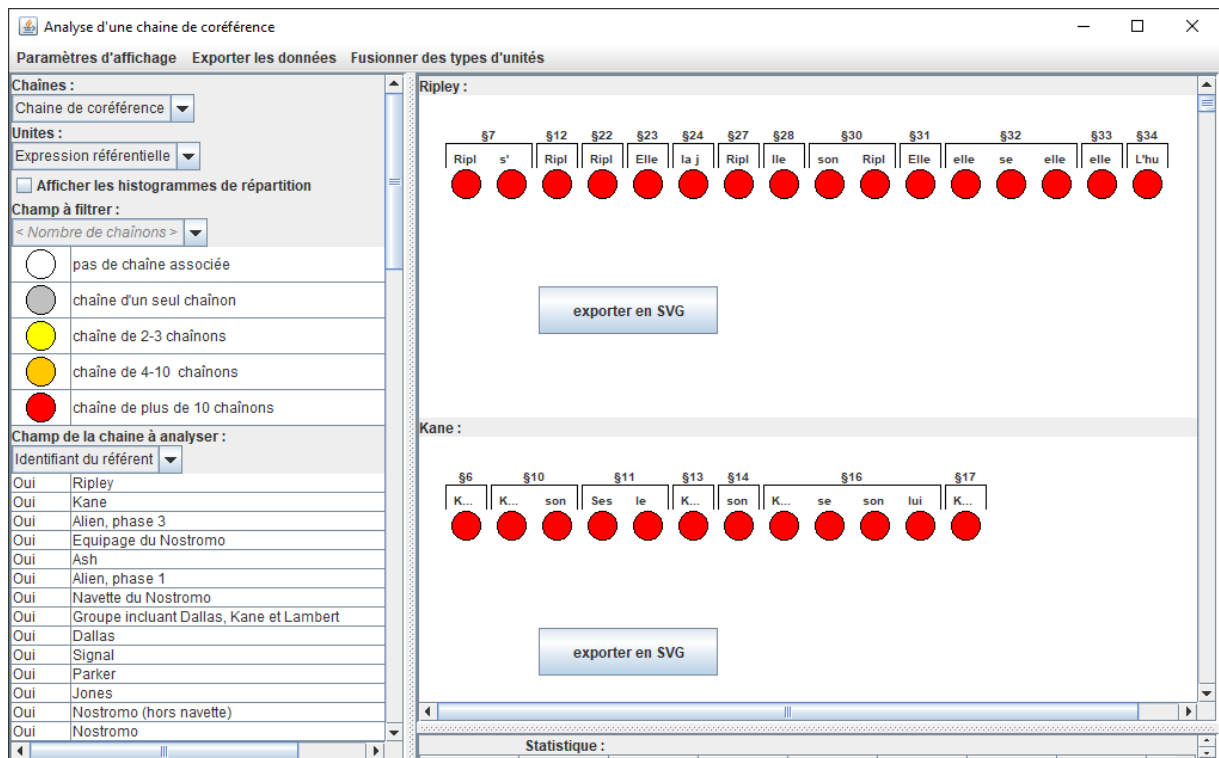 Analyse d'une chaine de coréférence
Paramètres d'affichage Exporter les données Fusionner des types d'unités
Chaînes :
Chaine de coréférence
Unites :
Expression référentielle
Afficher les histogrammes de répartition
Champ à filtrer :
< Nombre de chaînons >
pas de chaîne associée
chaîne d'un seul chaînon
chaîne de 2-3 chaînons
chaîne de 4-10 chaînons
chaîne de plus de 10 chaînons
Champ de la chaine à analyser :
Identifiant du référent
Oui Ripley
Oui Kane
Oui Alien, phase 3
Oui Equipage du Nostromo
Oui Ash
Oui Alien, phase 1
Oui Navette du Nostromo
Oui Groupe incluant Dallas, Kane et Lambert
Oui Dallas
Oui Signal
Oui Parker
Oui Jones
Oui Nostromo (hors navette)
Oui Nostromo
Ripley :
§7 §12 §22 §23 §24 §27 §28 §30 §31 §32 §33 §34
Ripl s' Ripl Ripl Elle la j Ripl lle son Ripl Elle elle se elle elle L'hu
exporter en SVG
Kane :
§6 §10 §11 §13 §14 §16 §17
K... K... son Ses le K... son K... se son lui K...
exporter en SVG
Statistique :